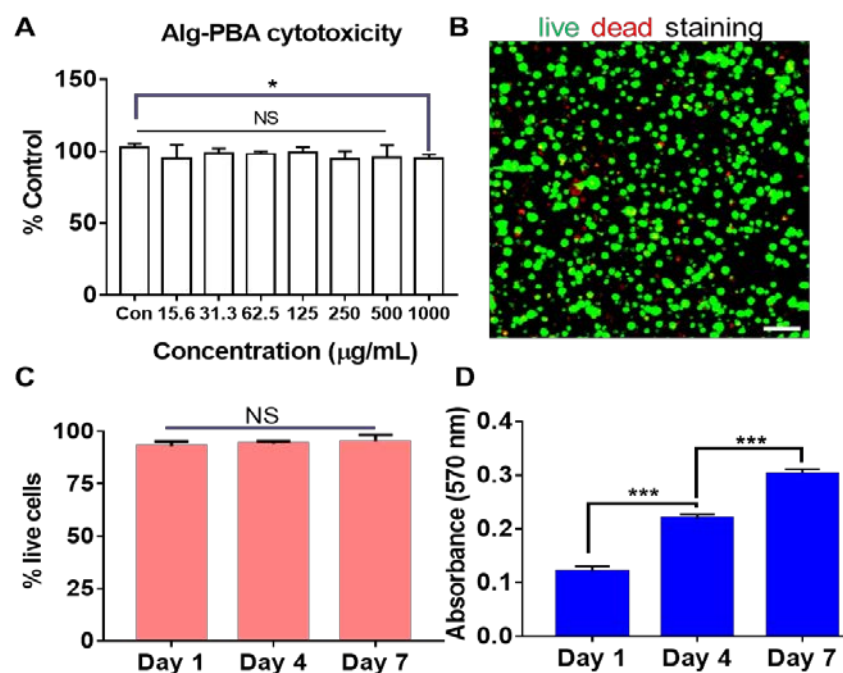 A
Alg-PBA cytotoxicity
% Control
150
100
50
0
*
NS
Con 15.6 31.3 62.5 125 250 500 1000
Concentration (μg/mL)
B
live dead staining
C
% live cells
100
75
50
25
0
NS
Day 1 Day 4 Day 7
D
Absorbance (570 nm)
0.4
0.3
0.2
0.1
0.0
***
***
Day 1 Day 4 Day 7